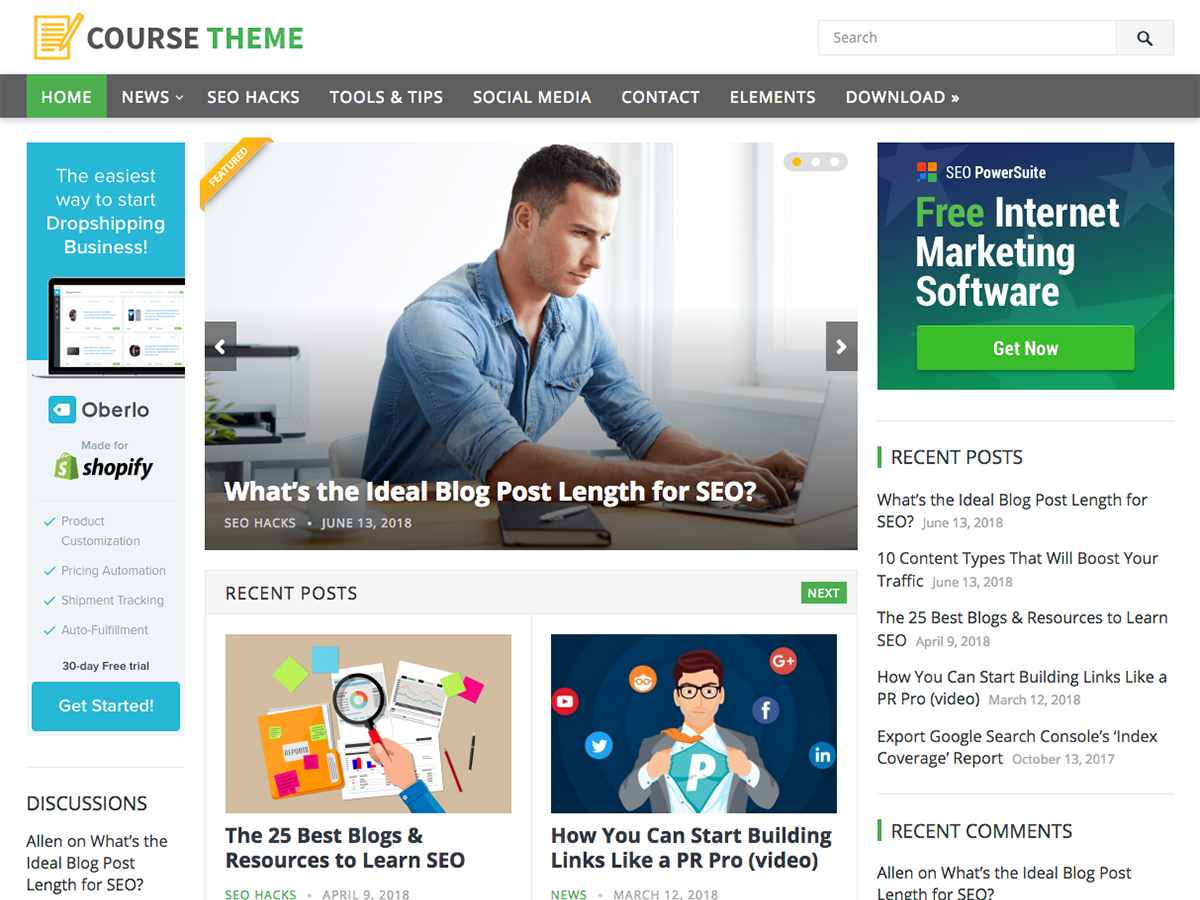 COURSE THEME
Search
HOME
NEWS
SEO HACKS
TOOLS & TIPS
SOCIAL MEDIA
CONTACT
ELEMENTS
DOWNLOAD »
The easiest
way to start
Dropshipping
Business!
Oberlo
Made for
shopify
Product
Customization
Pricing Automation
Shipment Tracking
Auto-Fulfillment
30-day Free trial
Get Started!
DISCUSSIONS
Allen on What’s the
Ideal Blog Post
Length for SEO?
FEATURED
What’s the Ideal Blog Post Length for SEO?
SEO HACKS • JUNE 13, 2018
RECENT POSTS
NEXT
REPORTS
The 25 Best Blogs &
Resources to Learn SEO
SEO HACKS • APRIL 9, 2018
G+
f
in
P
How You Can Start Building
Links Like a PR Pro (video)
NEWS • MARCH 12, 2018
SEO PowerSuite
Free Internet
Marketing
Software
Get Now
RECENT POSTS
What’s the Ideal Blog Post Length for
SEO? June 13, 2018
10 Content Types That Will Boost Your
Traffic June 13, 2018
The 25 Best Blogs & Resources to Learn
SEO April 9, 2018
How You Can Start Building Links Like a
PR Pro (video) March 12, 2018
Export Google Search Console’s ‘Index
Coverage’ Report October 13, 2017
RECENT COMMENTS
Allen on What’s the Ideal Blog Post
Length for SEO?